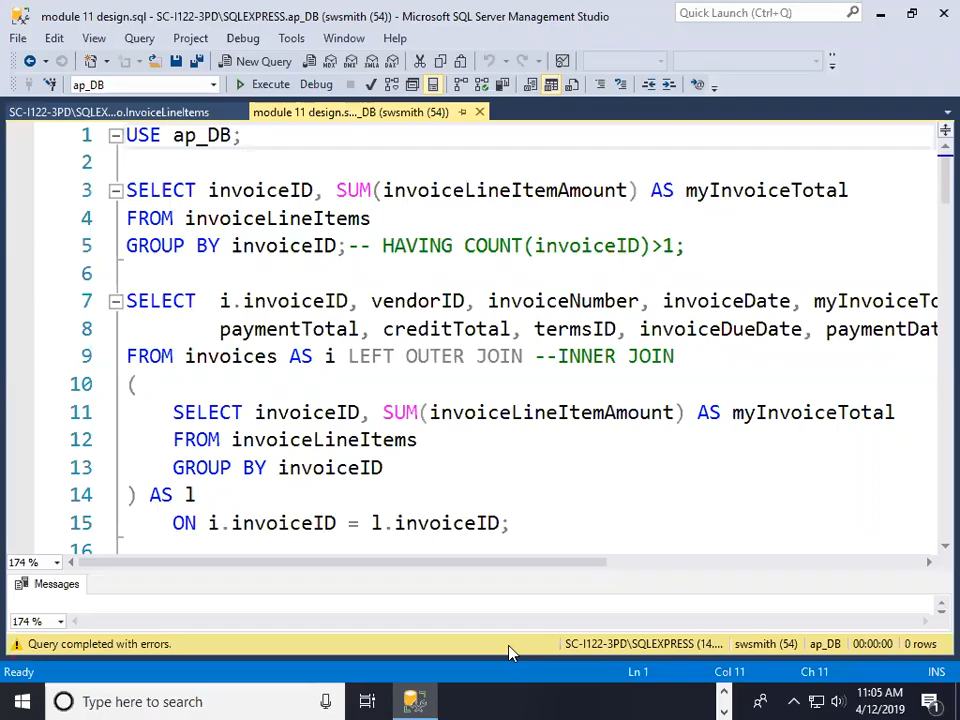 module 11 design.sql - SC-I122-3PD\SQLEXPRESS.ap_DB (swsmith (54)) - Microsoft SQL Server Management Studio
Quick Launch (Ctrl+Q)
File Edit View Query Project Debug Tools Window Help
New Query
ap_DB Execute Debug
SC-I122-3PD\SQLEX...o.InvoiceLineItems module 11 design.s..._DB (swsmith (54))
1 USE ap_DB;
2
3 SELECT invoiceID, SUM(invoiceLineItemAmount) AS myInvoiceTotal
4 FROM invoiceLineItems
5 GROUP BY invoiceID;-- HAVING COUNT(invoiceID)>1;
6
7 SELECT i.invoiceID, vendorID, invoiceNumber, invoiceDate, myInvoiceTo
8 paymentTotal, creditTotal, termsID, invoiceDueDate, paymentDat
9 FROM invoices AS i LEFT OUTER JOIN --INNER JOIN
10 (
11 SELECT invoiceID, SUM(invoiceLineItemAmount) AS myInvoiceTotal
12 FROM invoiceLineItems
13 GROUP BY invoiceID
14 ) AS l
15 ON i.invoiceID = l.invoiceID;
16
174 %
Messages
174 %
Query completed with errors. SC-I122-3PD\SQLEXPRESS (14.... swsmith (54) ap_DB 00:00:00 0 rows
Ready Ln 1 Col 11 Ch 11 INS
Type here to search
11:05 AM
4/12/2019
1